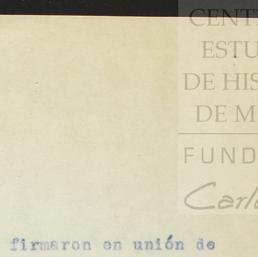 CENT
ESTU
DE HIS
DE M
FUND
Carl
firmaron en unión de